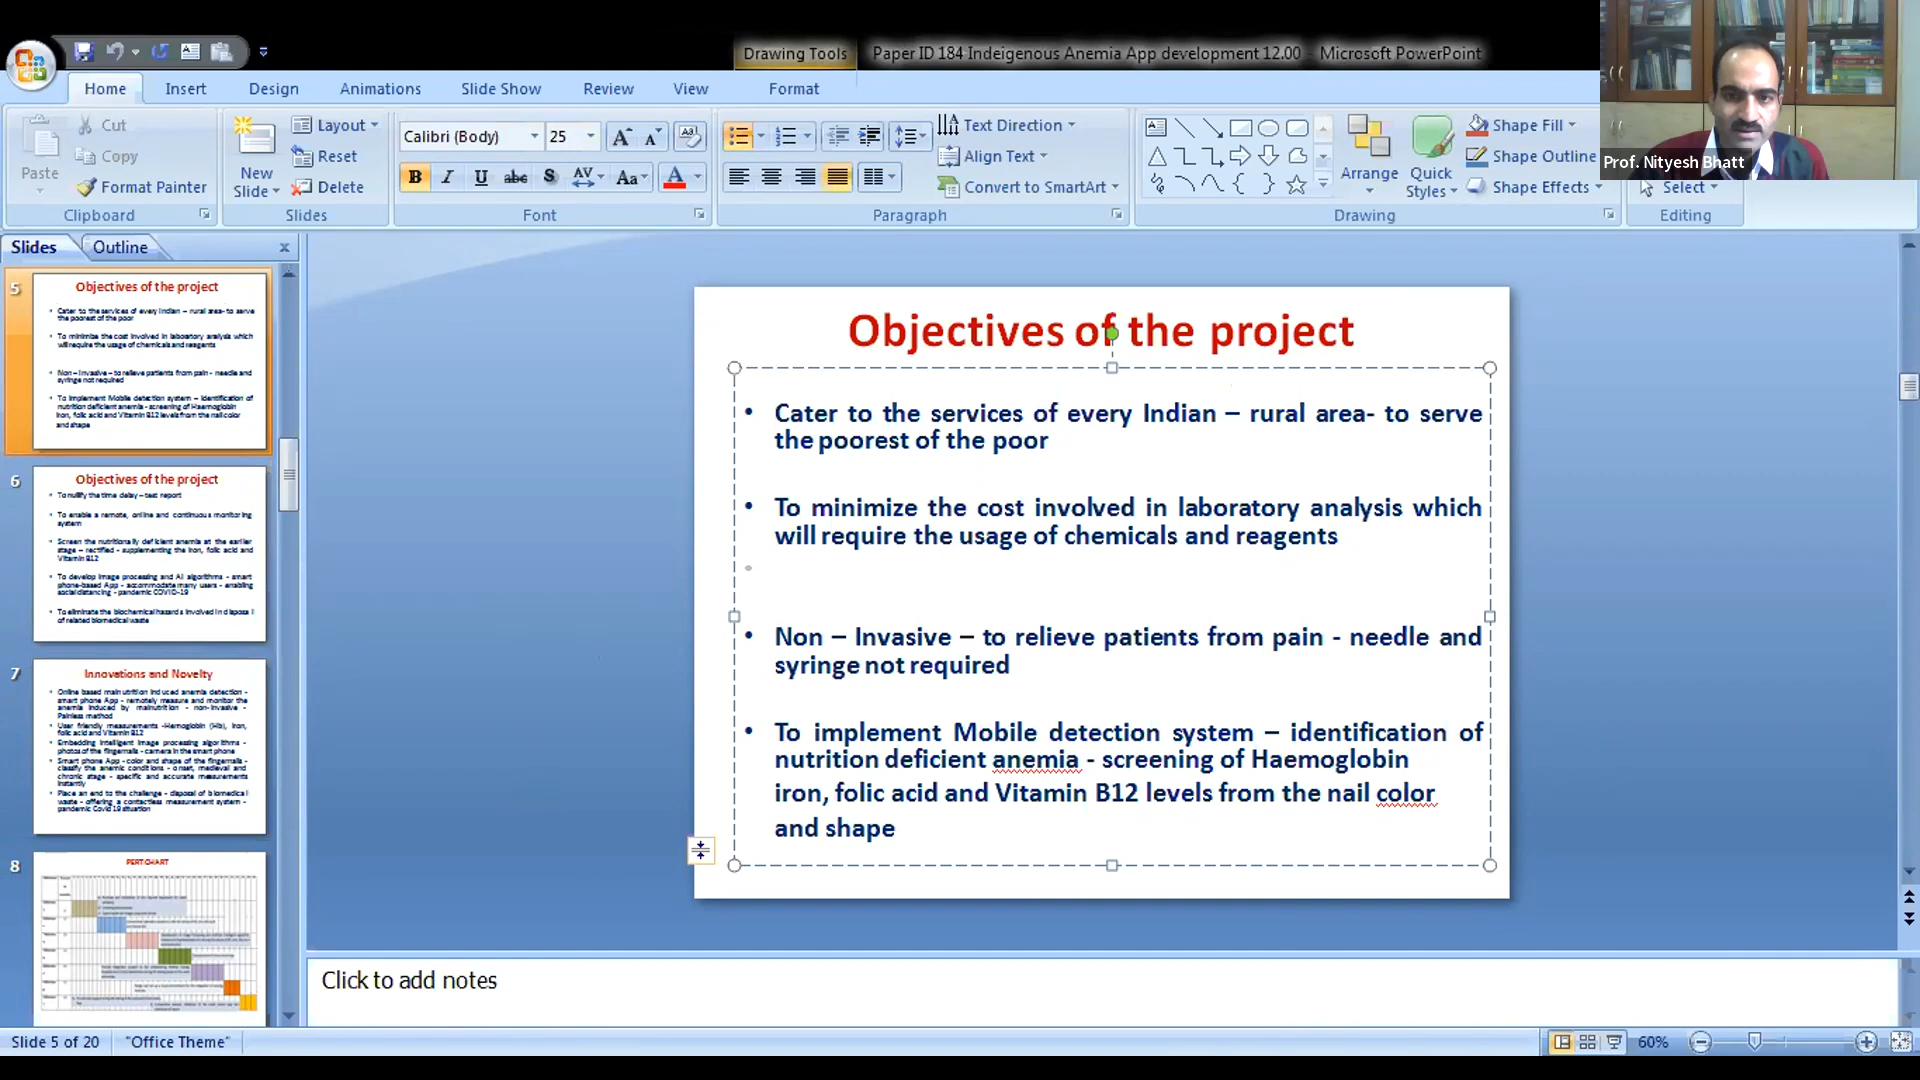 Drawing Tools
Paper ID 184 Indeigenous Anemia App development 12.00 - Microsoft PowerPoint
Home Insert Design Animations Slide Show Review View Format
Paste
Cut
Copy
Format Painter
Clipboard
New Slide
Layout
Reset
Delete
Slides
Calibri (Body) 25
B I U abc S AV Aa A
Font
Text Direction
Align Text
Convert to SmartArt
Paragraph
Arrange
Quick Styles
Shape Fill
Shape Outline
Shape Effects
Drawing
Select
Editing
Prof. Nityesh Bhatt
Slides Outline
5
Objectives of the project
Cater to the services of every Indian – rural area- to serve
the poorest of the poor
To minimize the cost involved in laboratory analysis which
will require the usage of chemicals and reagents
Non – Invasive – to relieve patients from pain - needle and
syringe not required
To implement Mobile detection system – identification of
nutrition deficient anemia - screening of Haemoglobin
iron, folic acid and Vitamin B12 levels from the nail color
and shape
6
Objectives of the project
To nullify the time delay – test report
To enable a remote, online and continuous monitoring
system
Screen the nutritionally deficient anemia at the earlier
stage – rectified - supplementing the iron, folic acid and
Vitamin B12
To develop image processing and AI algorithms - smart
phone-based App - accommodate many users - enabling
social distancing - pandemic COVID-19
To eliminate the biochemical hazards involved in disposal
of related biomedical waste
7
Innovations and Novelty
Online based malnutrition induced anemia detection -
smart phone App - remotely measure and monitor the
anemia induced by malnutrition - non-invasive -
Painless method
User friendly measurements -Hemoglobin (Hb), iron,
folic acid and Vitamin B12
Embedding intelligent image processing algorithms -
photos of the fingernails - camera in the smart phone
Smart phone App - color and shape of the fingernails -
classify the anemic conditions - onset, medieval and
chronic stage - specific and accurate measurements
instantly
Place an end to the challenge - disposal of biomedical
waste - offering a contactless measurement system -
pandemic Covid 19 situation
8
PERT CHART
Objectives of the project
• Cater to the services of every Indian – rural area- to serve
the poorest of the poor
• To minimize the cost involved in laboratory analysis which
will require the usage of chemicals and reagents
• Non – Invasive – to relieve patients from pain - needle and
syringe not required
• To implement Mobile detection system – identification of
nutrition deficient anemia - screening of Haemoglobin
iron, folic acid and Vitamin B12 levels from the nail color
and shape
Click to add notes
Slide 5 of 20 "Office Theme" 60%